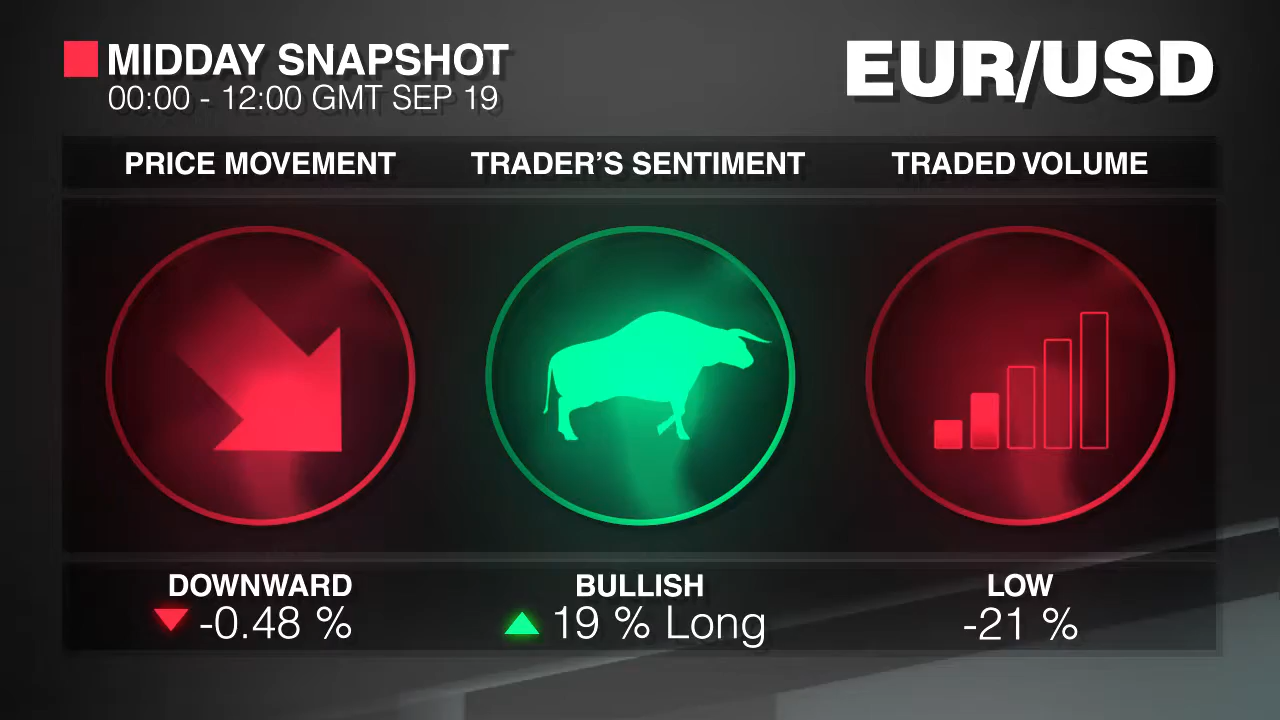 MIDDAY SNAPSHOT
00:00 - 12:00 GMT SEP 19
EUR/USD
PRICE MOVEMENT
TRADER’S SENTIMENT
TRADED VOLUME
DOWNWARD
-0.48 %
BULLISH
19 % Long
LOW
-21 %